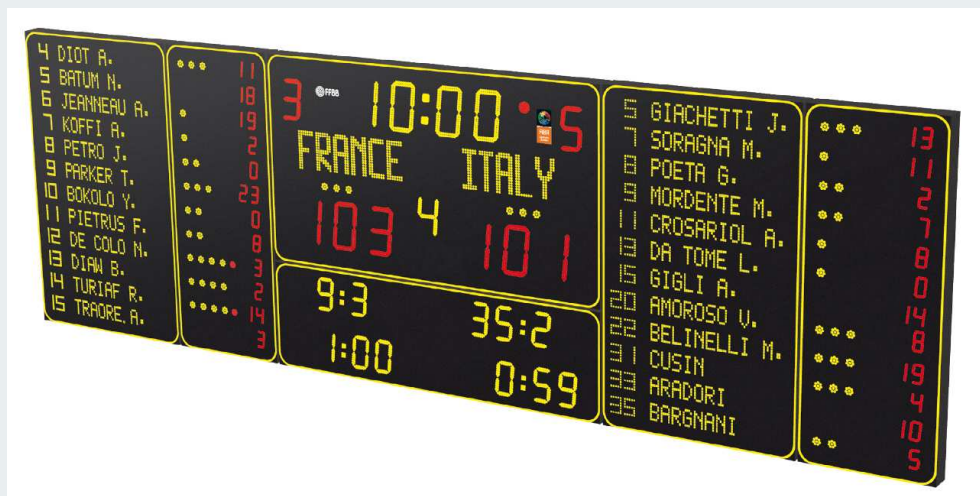 4 DIOT A. 11
5 BATUM N. 18
6 JEANNEAU A. 19
7 KOFFI A. 2
8 PETRO J. 0
9 PARKER T. 23
10 BOKOLO Y. 0
11 PIETRUS F. 8
12 DE COLO N. 3
13 DIAW B. 2
14 TURIAF R. 14
15 TRAORE.A. 3
3 FFBB 10:00 5
FRANCE ITALY
103 4 101
9:3 35:2
1:00 0:59
5 GIACHETTI J. 13
7 SORAGNA M. 11
8 POETA G. 2
9 MORDENTE M. 7
11 CROSARIOL A. 8
13 DA TOME L. 0
15 GIGLI A. 14
20 AMOROSO V. 8
22 BELINELLI M. 19
31 CUSIN 4
33 ARADORI 10
35 BARGNANI 5